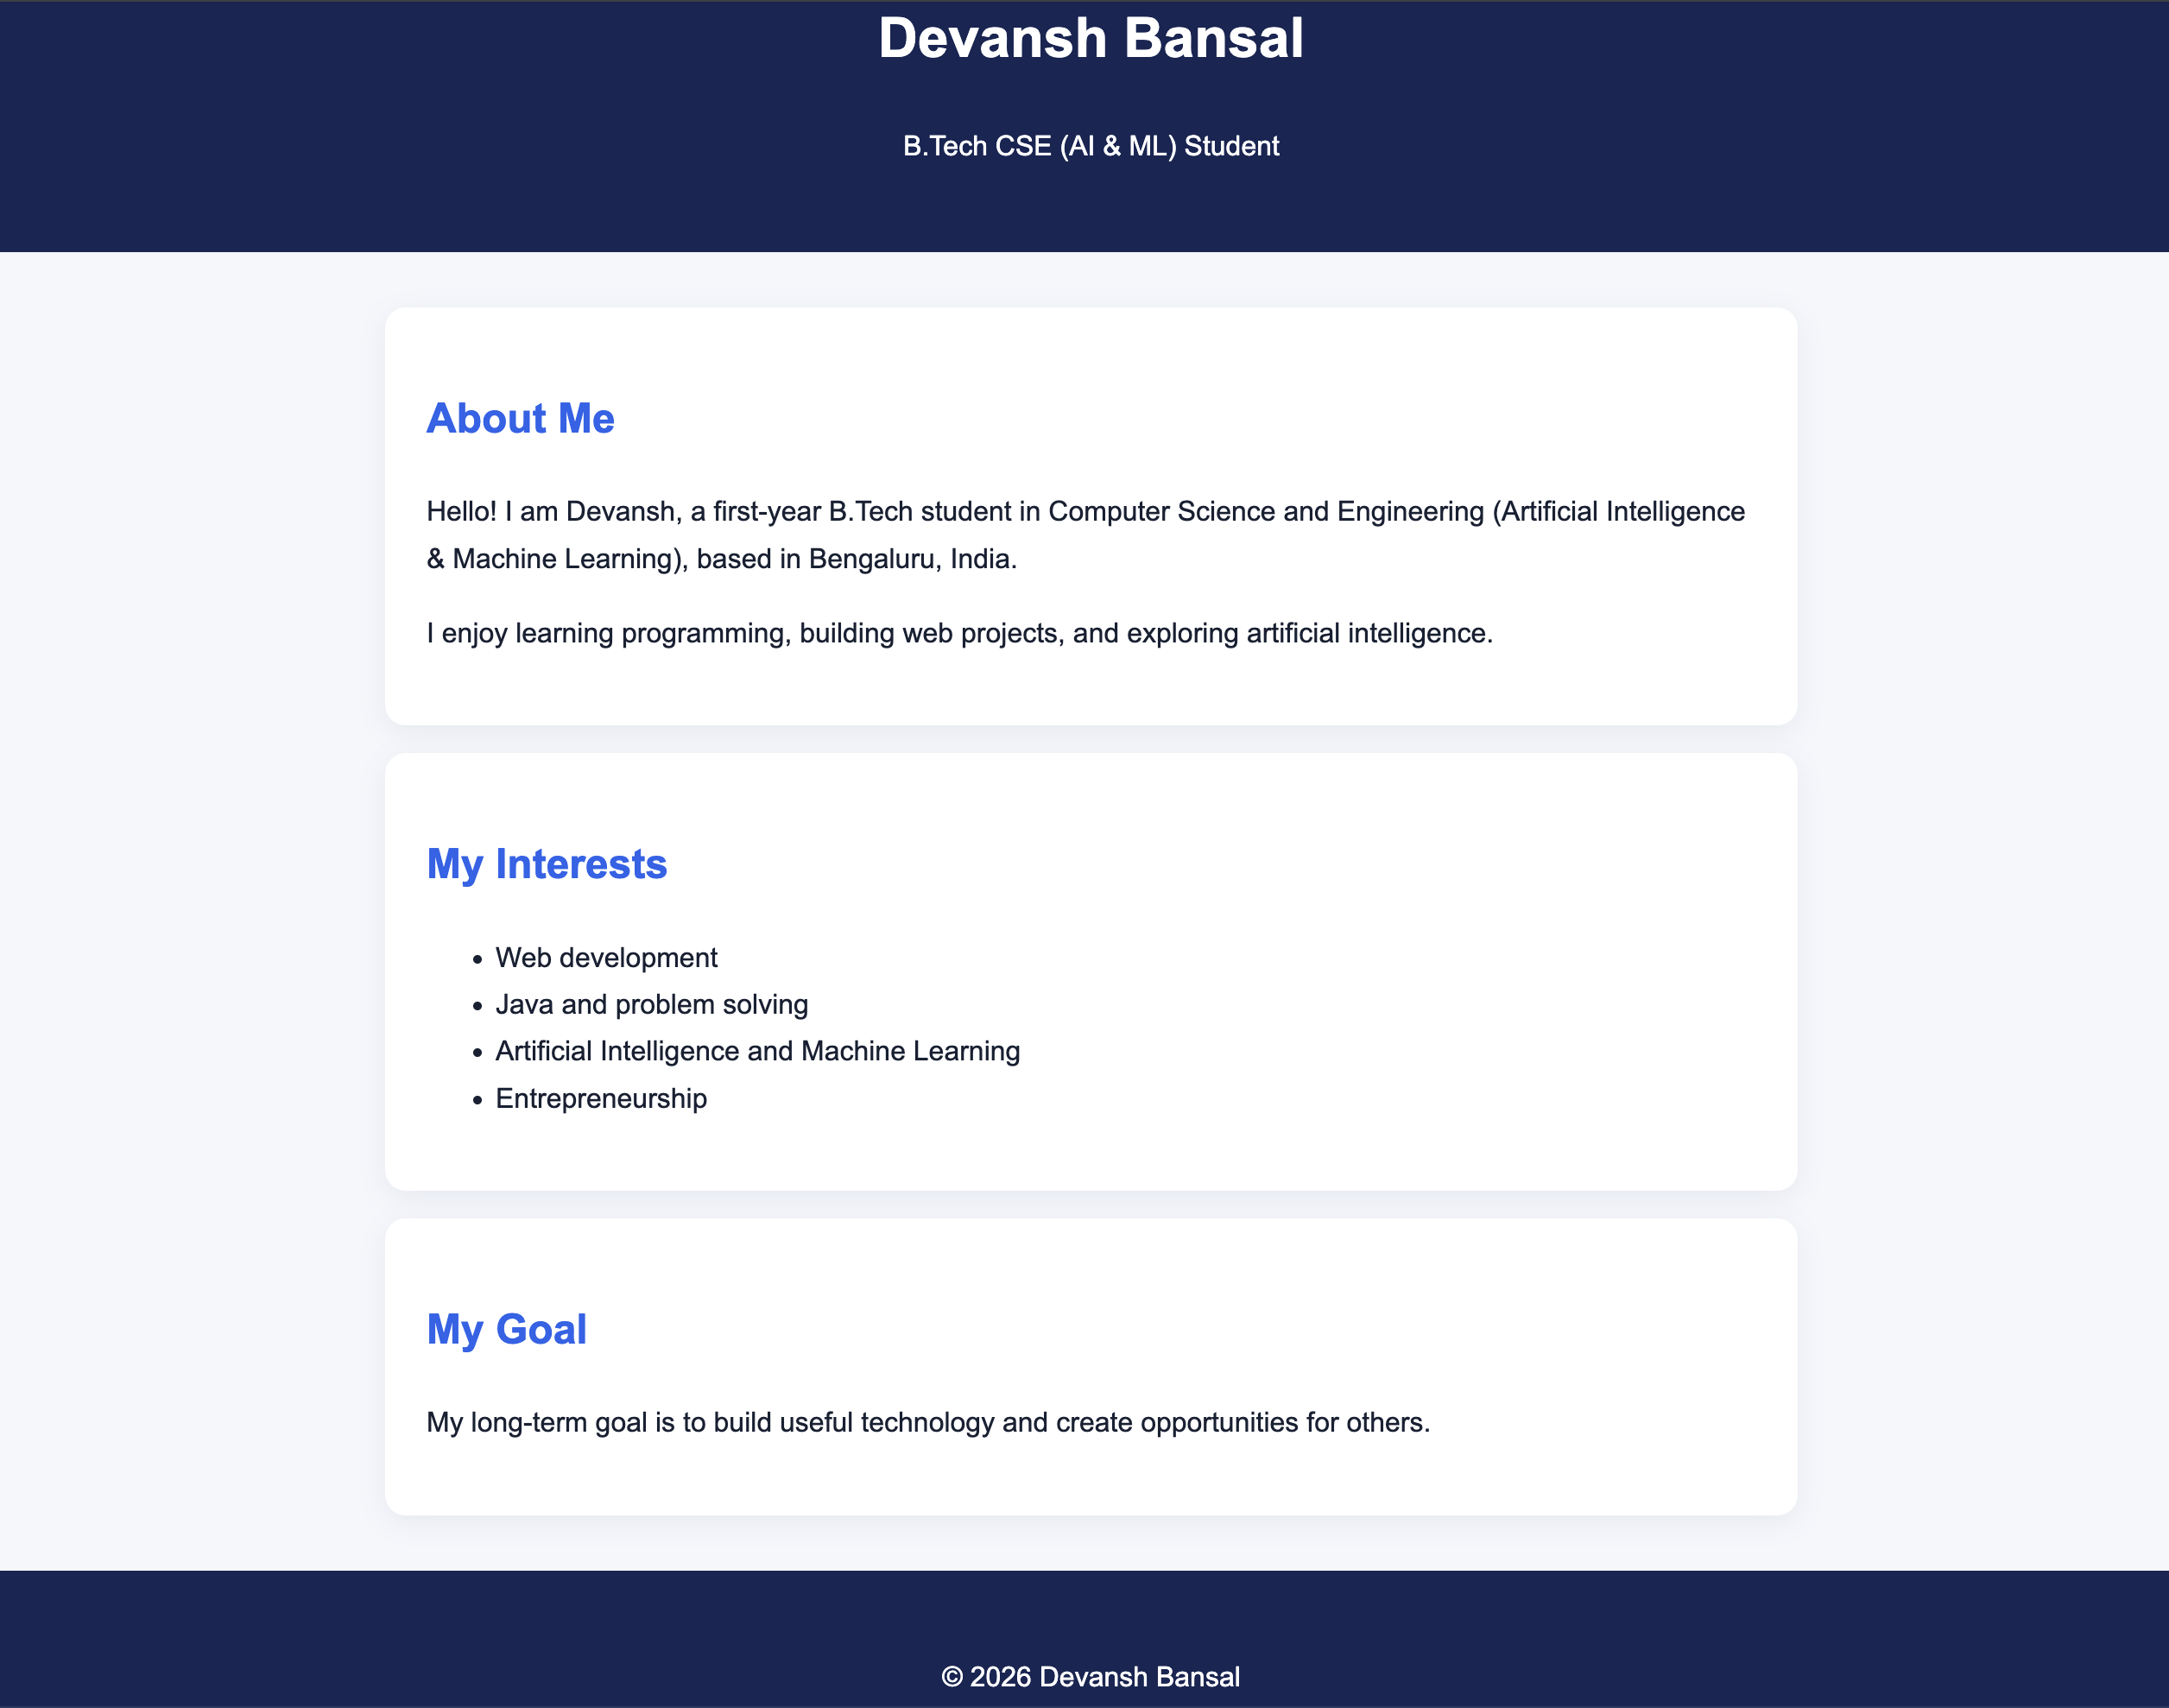 Devansh Bansal
B.Tech CSE (AI & ML) Student
About Me
Hello! I am Devansh, a first-year B.Tech student in Computer Science and Engineering (Artificial Intelligence
& Machine Learning), based in Bengaluru, India.
I enjoy learning programming, building web projects, and exploring artificial intelligence.
My Interests
• Web development
• Java and problem solving
• Artificial Intelligence and Machine Learning
• Entrepreneurship
My Goal
My long-term goal is to build useful technology and create opportunities for others.
© 2026 Devansh Bansal